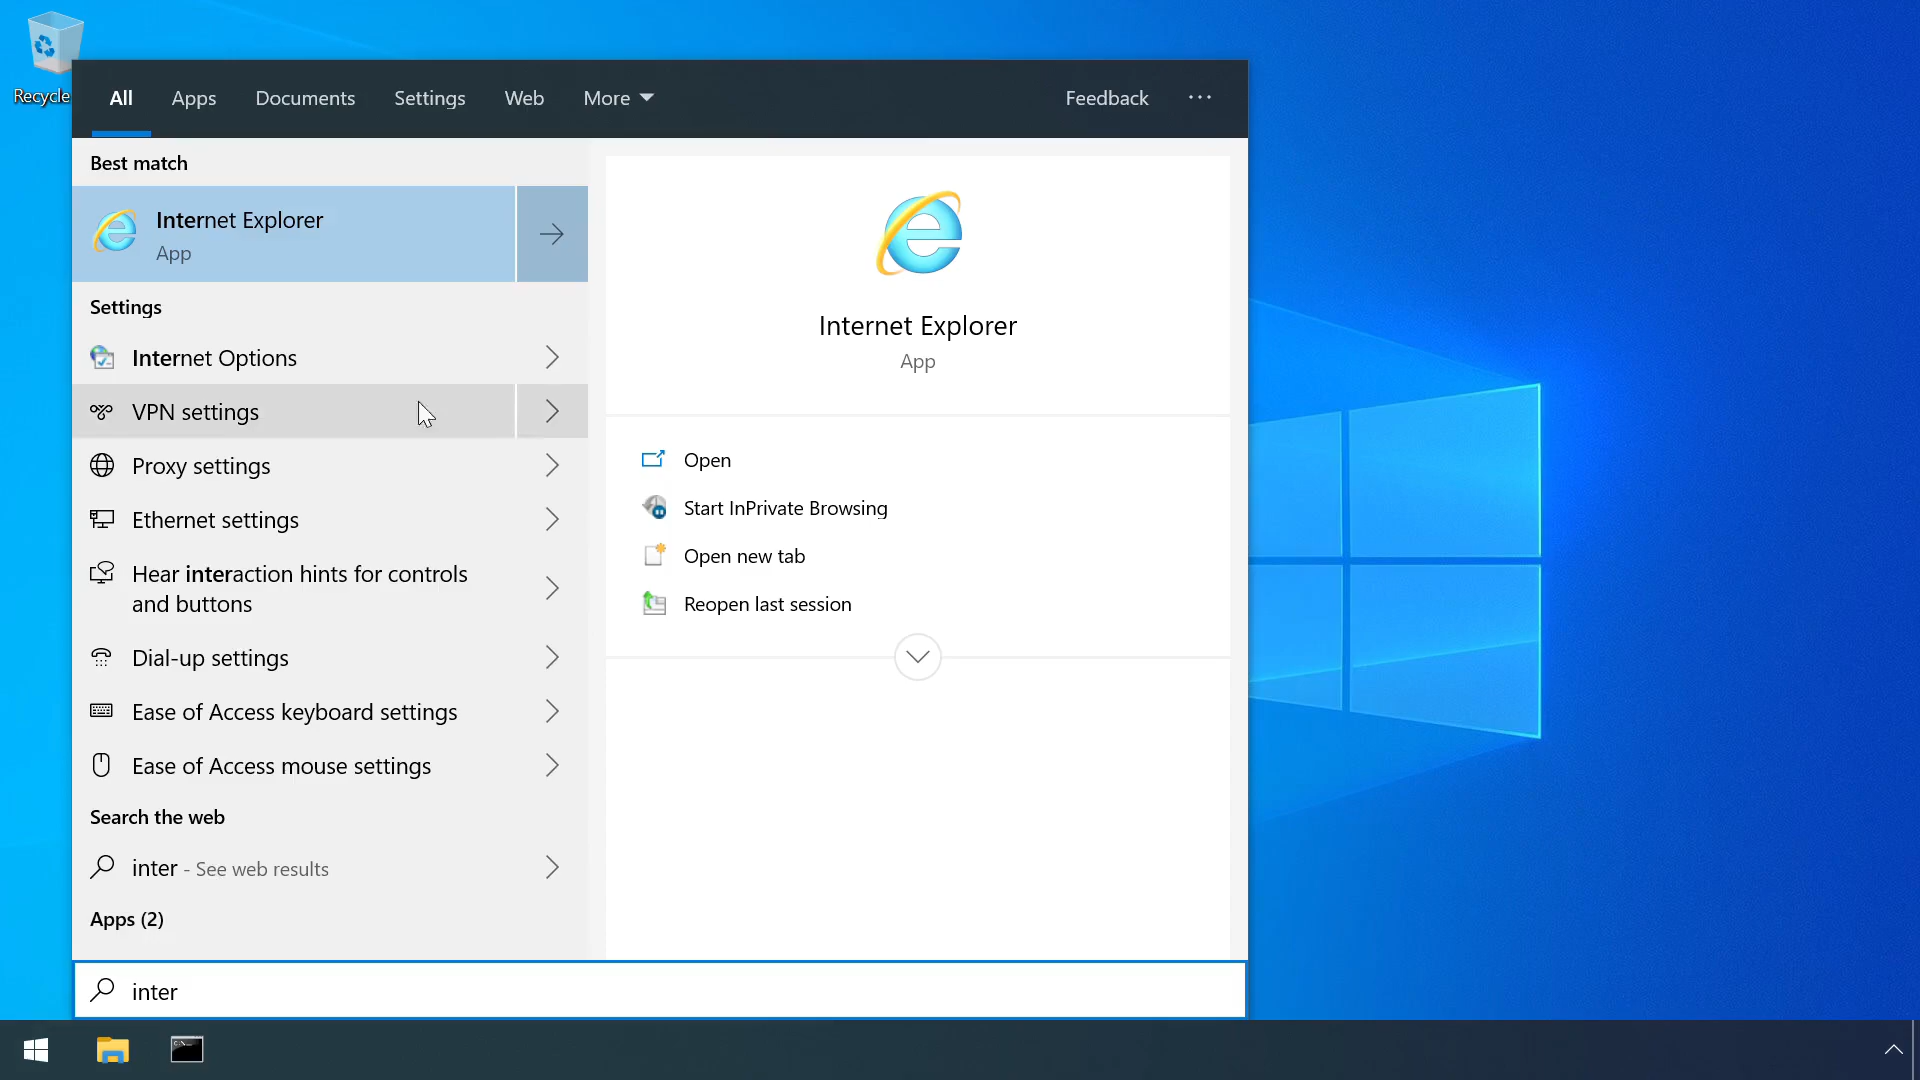 Recycle
All Apps Documents Settings Web More Feedback ...
Best match
Internet Explorer
App
Settings
Internet Options
VPN settings
Proxy settings
Ethernet settings
Hear interaction hints for controls
and buttons
Dial-up settings
Ease of Access keyboard settings
Ease of Access mouse settings
Search the web
inter - See web results
Apps (2)
Internet Explorer
App
Open
Start InPrivate Browsing
Open new tab
Reopen last session
inter